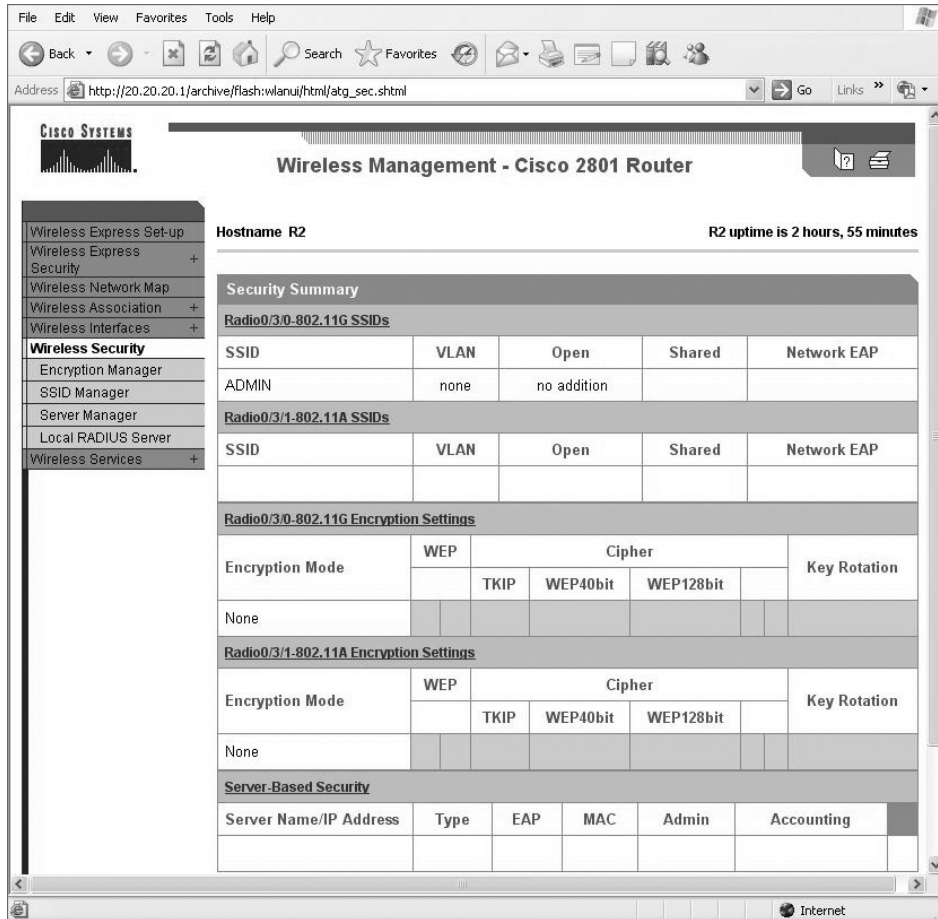 File Edit View Favorites Tools Help
Back Search Favorites
Address http://20.20.20.1/archive/flash:wlanui/html/atg_sec.shtml Go Links »
CISCO SYSTEMS
Wireless Management - Cisco 2801 Router
Wireless Express Set-up
Wireless Express Security +
Wireless Network Map
Wireless Association +
Wireless Interfaces +
Wireless Security
Encryption Manager
SSID Manager
Server Manager
Local RADIUS Server
Wireless Services +
Hostname R2 R2 uptime is 2 hours, 55 minutes
Security Summary
Radio0/3/0-802.11G SSIDs
SSID VLAN Open Shared Network EAP
ADMIN none no addition
Radio0/3/1-802.11A SSIDs
SSID VLAN Open Shared Network EAP
Radio0/3/0-802.11G Encryption Settings
Encryption Mode WEP Cipher Key Rotation
TKIP WEP40bit WEP128bit
None
Radio0/3/1-802.11A Encryption Settings
Encryption Mode WEP Cipher Key Rotation
TKIP WEP40bit WEP128bit
None
Server-Based Security
Server Name/IP Address Type EAP MAC Admin Accounting
Internet